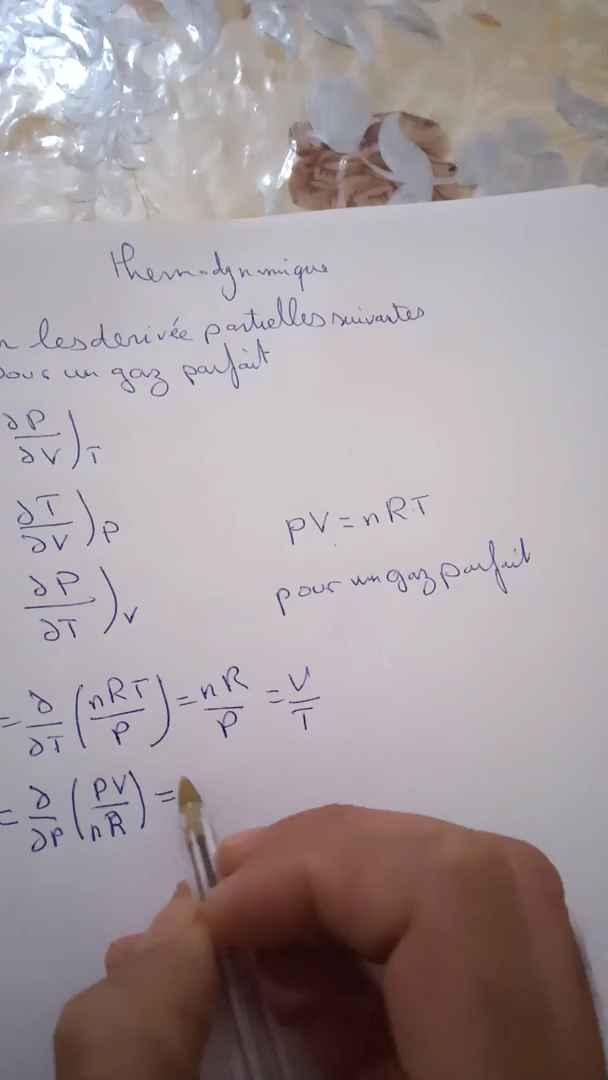 thermodynamique
les derivée partielles suivantes
pour un gaz parfait
∂P/∂V)T
∂T/∂V)P
PV = nRT
∂P/∂T)V
pour un gaz parfait
= ∂/∂T (nRT/P) = nR/P = V/T
= ∂/∂P (PV/nR) =